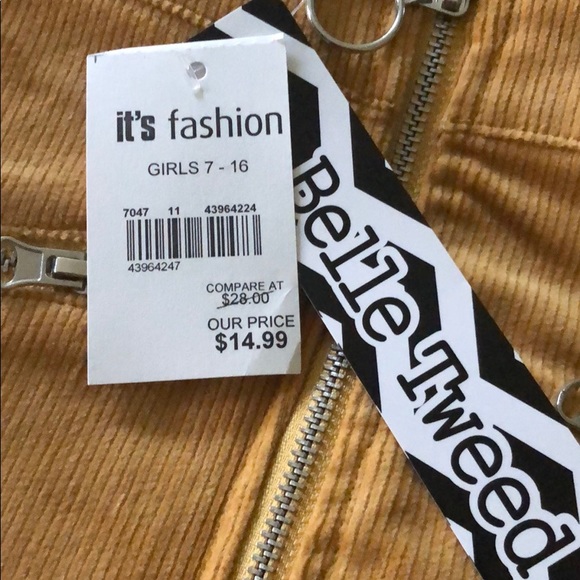 it's fashion
GIRLS 7 - 16
7047 11 43964224
43964247
COMPARE AT
$28.00
OUR PRICE
$14.99
Belle Tweed